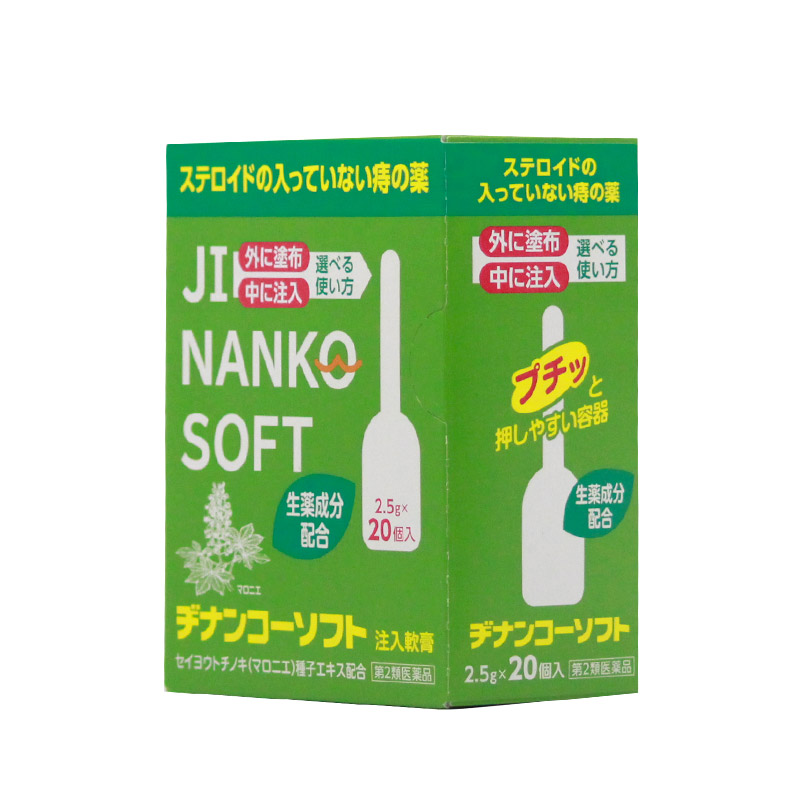 ステロイドの入っていない痔の薬
JI
外に塗布
中に注入
選べる
使い方
NANKO
SOFT
生薬成分
配合
2.5g×
20個入
マロニエ
ヂナンコーソフト 注入軟膏
セイヨウトチノキ(マロニエ)種子エキス配合 第2類医薬品
ステロイドの
入っていない痔の薬
外に塗布
中に注入
選べる
使い方
プチッと
押しやすい容器
生薬成分
配合
ヂナンコーソフト
2.5g×20個入 第2類医薬品